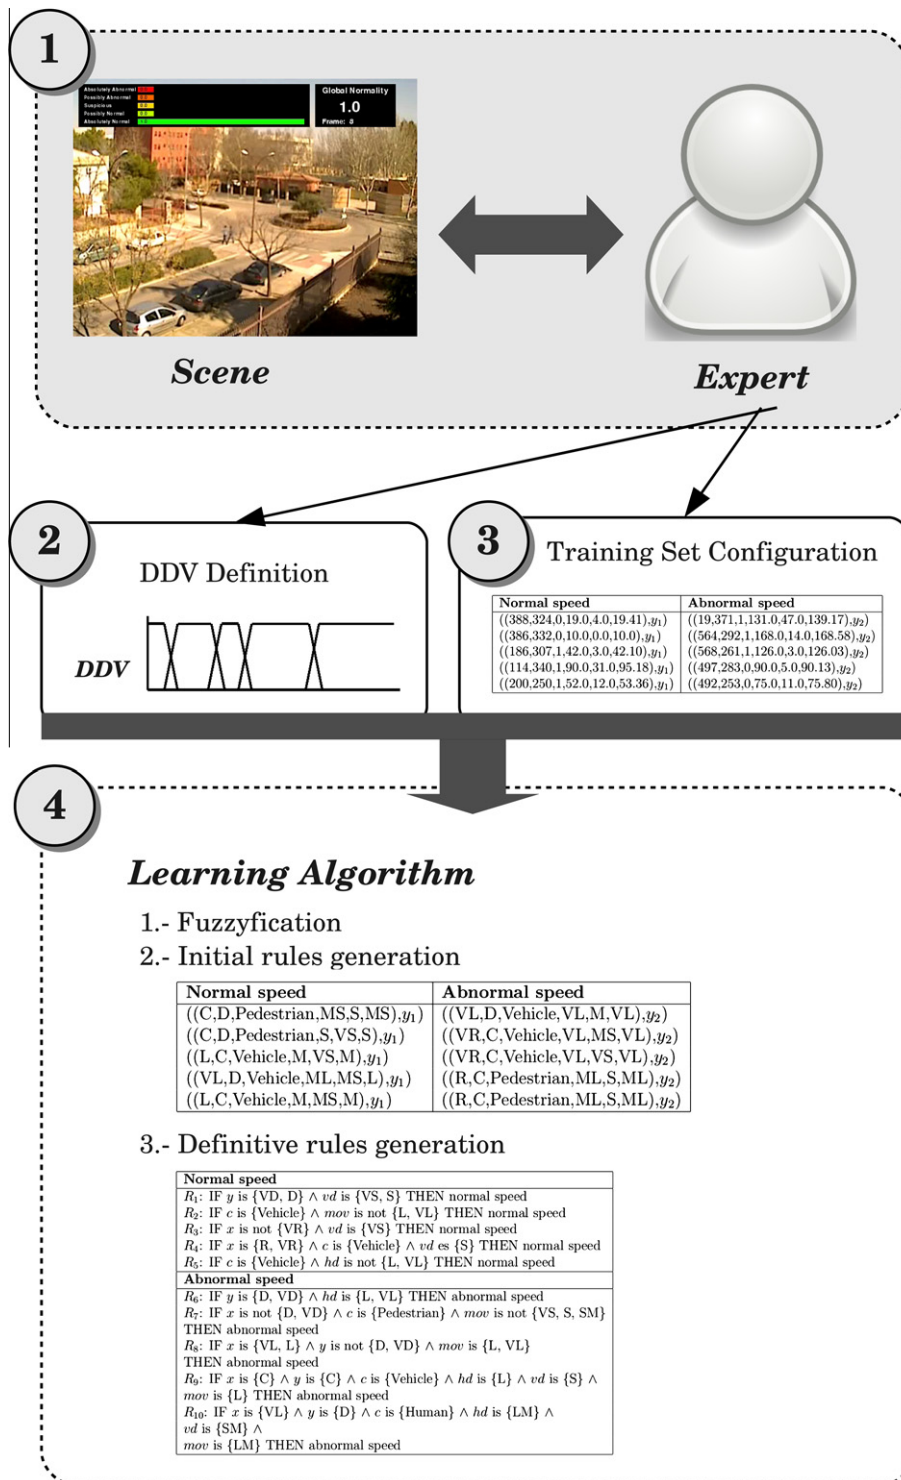 1
Absolutely Abnormal 0.0
Possibly Abnormal 0.0
Suspicious 0.0
Possibly Normal 0.0
Absolutely Normal
Global Normality
1.0
Frame: 8
Scene
Expert
2
DDV Definition
DDV
3
Training Set Configuration
Normal speed Abnormal speed
((388,324,0,19.0,4.0,19.41),y₁) ((19,371,1,131.0,47.0,139.17),y₂)
((386,332,0,10.0,0.0,10.0),y₁) ((564,292,1,168.0,14.0,168.58),y₂)
((186,307,1,42.0,3.0,42.10),y₁) ((568,261,1,126.0,3.0,126.03),y₂)
((114,340,1,90.0,31.0,95.18),y₁) ((497,283,0,90.0,5.0,90.13),y₂)
((200,250,1,52.0,12.0,53.36),y₁) ((492,253,0,75.0,11.0,75.80),y₂)
4
Learning Algorithm
1.- Fuzzyfication
2.- Initial rules generation
Normal speed Abnormal speed
((C,D,Pedestrian,MS,S,MS),y₁) ((VL,D,Vehicle,VL,M,VL),y₂)
((C,D,Pedestrian,S,VS,S),y₁) ((VR,C,Vehicle,VL,MS,VL),y₂)
((L,C,Vehicle,M,VS,M),y₁) ((VR,C,Vehicle,VL,VS,VL),y₂)
((VL,D,Vehicle,ML,MS,L),y₁) ((R,C,Pedestrian,ML,S,ML),y₂)
((L,C,Vehicle,M,MS,M),y₁) ((R,C,Pedestrian,ML,S,ML),y₂)
3.- Definitive rules generation
Normal speed
R₁: IF y is {VD, D} ∧ vd is {VS, S} THEN normal speed
R₂: IF c is {Vehicle} ∧ mov is not {L, VL} THEN normal speed
R₃: IF x is not {VR} ∧ vd is {VS} THEN normal speed
R₄: IF x is {R, VR} ∧ c is {Vehicle} ∧ vd es {S} THEN normal speed
R₅: IF c is {Vehicle} ∧ hd is not {L, VL} THEN normal speed
Abnormal speed
R₆: IF y is {D, VD} ∧ hd is {L, VL} THEN abnormal speed
R₇: IF x is not {D, VD} ∧ c is {Pedestrian} ∧ mov is not {VS, S, SM}
THEN abnormal speed
R₈: IF x is {VL, L} ∧ y is not {D, VD} ∧ mov is {L, VL}
THEN abnormal speed
R₉: IF x is {C} ∧ y is {C} ∧ c is {Vehicle} ∧ hd is {L} ∧ vd is {S} ∧
mov is {L} THEN abnormal speed
R₁₀: IF x is {VL} ∧ y is {D} ∧ c is {Human} ∧ hd is {LM} ∧
vd is {SM} ∧
mov is {LM} THEN abnormal speed